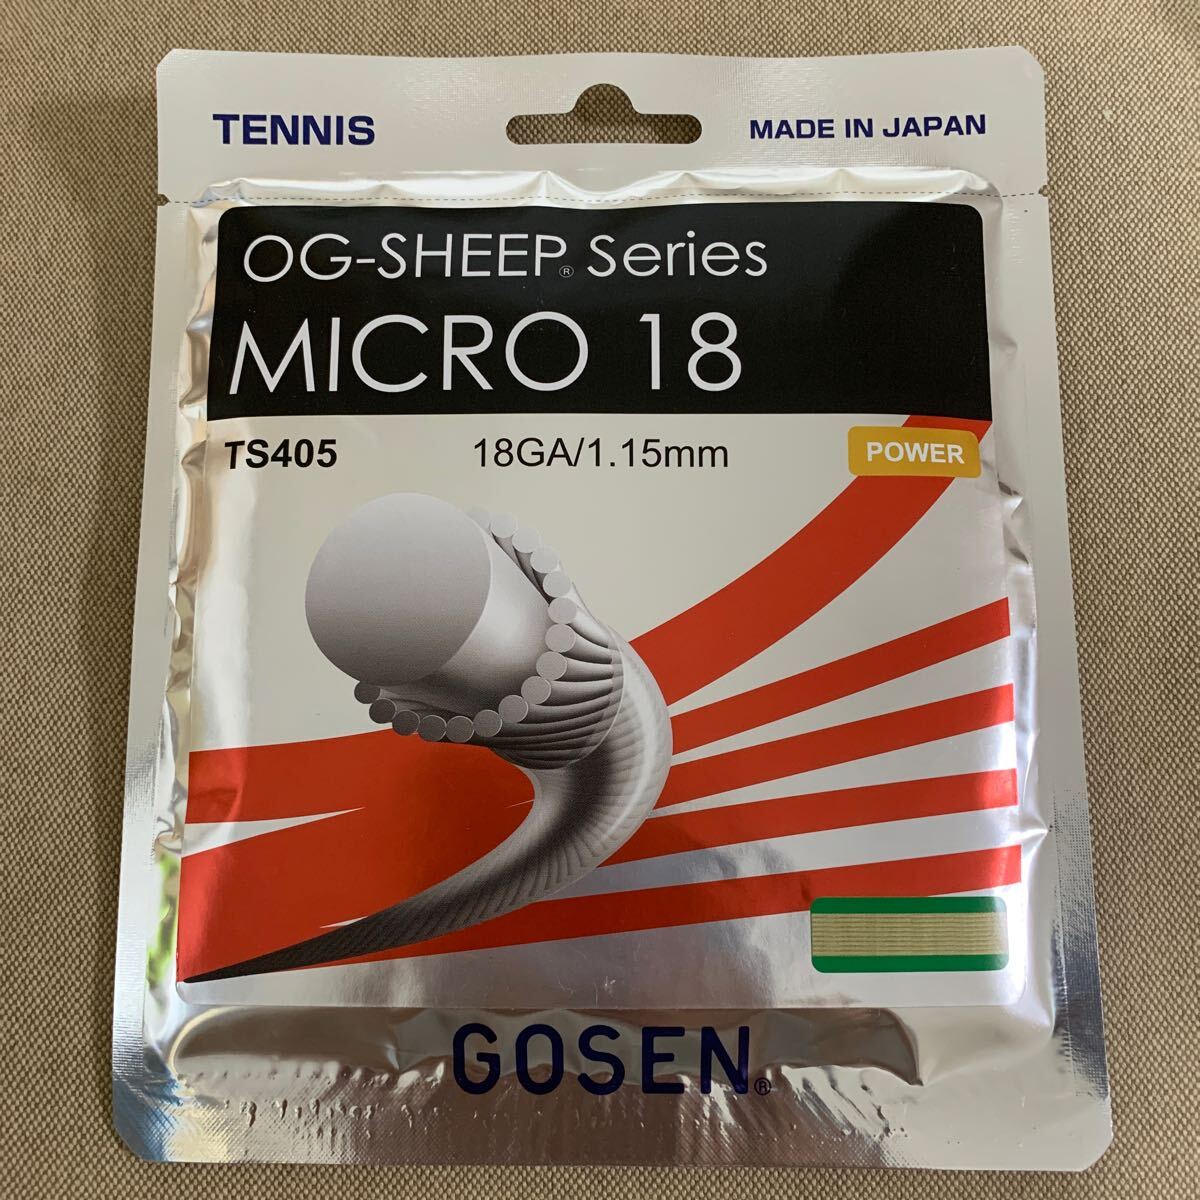 TENNIS
MADE IN JAPAN
OG-SHEEP® Series
MICRO 18
TS405
18GA/1.15mm
POWER
GOSEN®